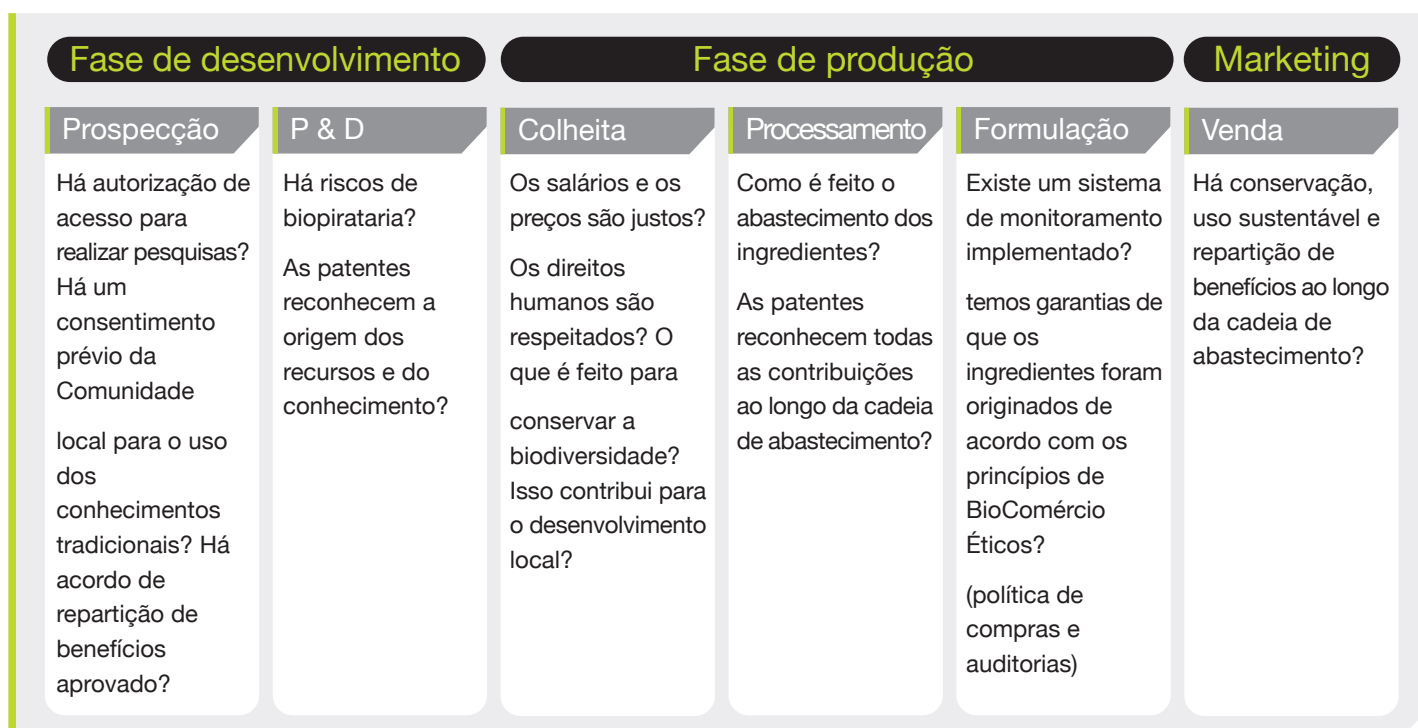 Fase de desenvolvimento
Fase de produção
Marketing
Prospecção
Há autorização de
acesso para
realizar pesquisas?
Há um
consentimento
prévio da
Comunidade
local para o uso
dos
conhecimentos
tradicionais? Há
acordo de
repartição de
benefícios
aprovado?
P & D
Há riscos de
biopirataria?
As patentes
reconhecem a
origem dos
recursos e do
conhecimento?
Colheita
Os salários e os
preços são justos?
Os direitos
humanos são
respeitados? O
que é feito para
conservar a
biodiversidade?
Isso contribui para
o desenvolvimento
local?
Processamento
Como é feito o
abastecimento dos
ingredientes?
As patentes
reconhecem todas
as contribuições
ao longo da cadeia
de abastecimento?
Formulação
Existe um sistema
de monitoramento
implementado?
temos garantias de
que os
ingredientes foram
originados de
acordo com os
princípios de
BioComércio
Éticos?
(política de
compras e
auditorias)
Venda
Há conservação,
uso sustentável e
repartição de
benefícios ao longo
da cadeia de
abastecimento?